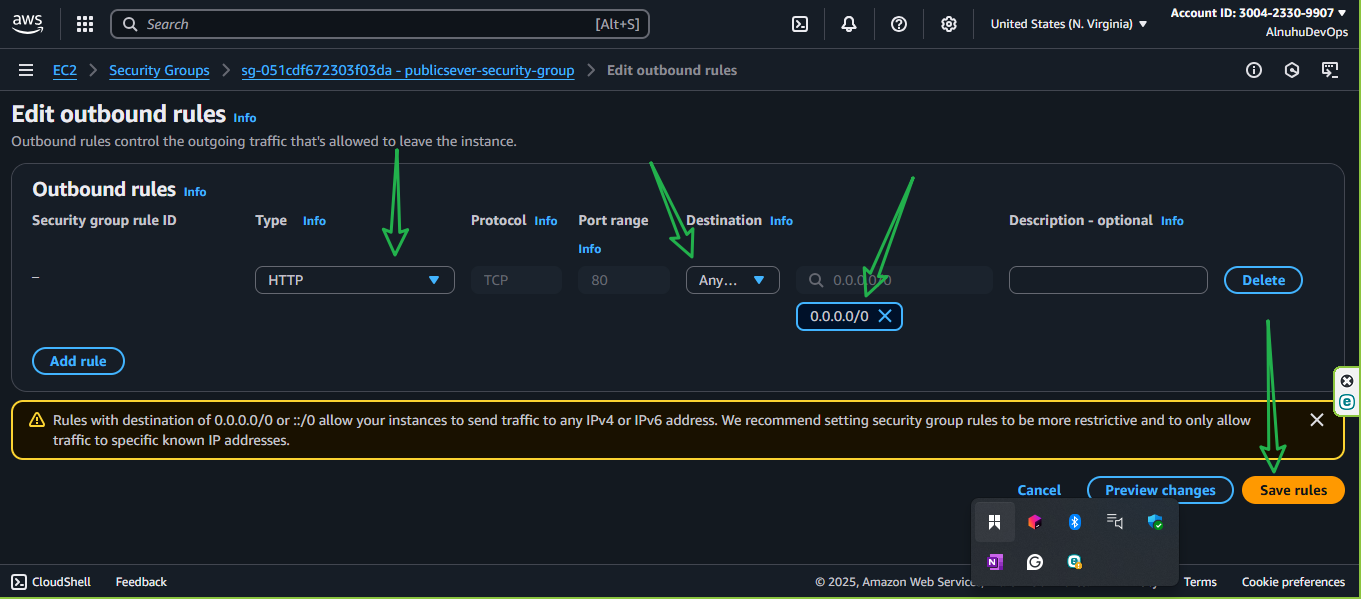 aws
Search [Alt+S]
United States (N. Virginia)
Account ID: 3004-2330-9907
AlnuhuDevOps
EC2 > Security Groups > sg-051cdf672303f03da - publicsever-security-group > Edit outbound rules
Edit outbound rules Info
Outbound rules control the outgoing traffic that's allowed to leave the instance.
Outbound rules Info
Security group rule ID Type Info Protocol Info Port range Destination Info Description - optional Info
Info
– HTTP TCP 80 Any... 0.0.0.0/0 Delete
0.0.0.0/0
Add rule
Rules with destination of 0.0.0.0/0 or ::/0 allow your instances to send traffic to any IPv4 or IPv6 address. We recommend setting security group rules to be more restrictive and to only allow
traffic to specific known IP addresses.
Cancel Preview changes Save rules
CloudShell Feedback © 2025, Amazon Web Terms Cookie preferences